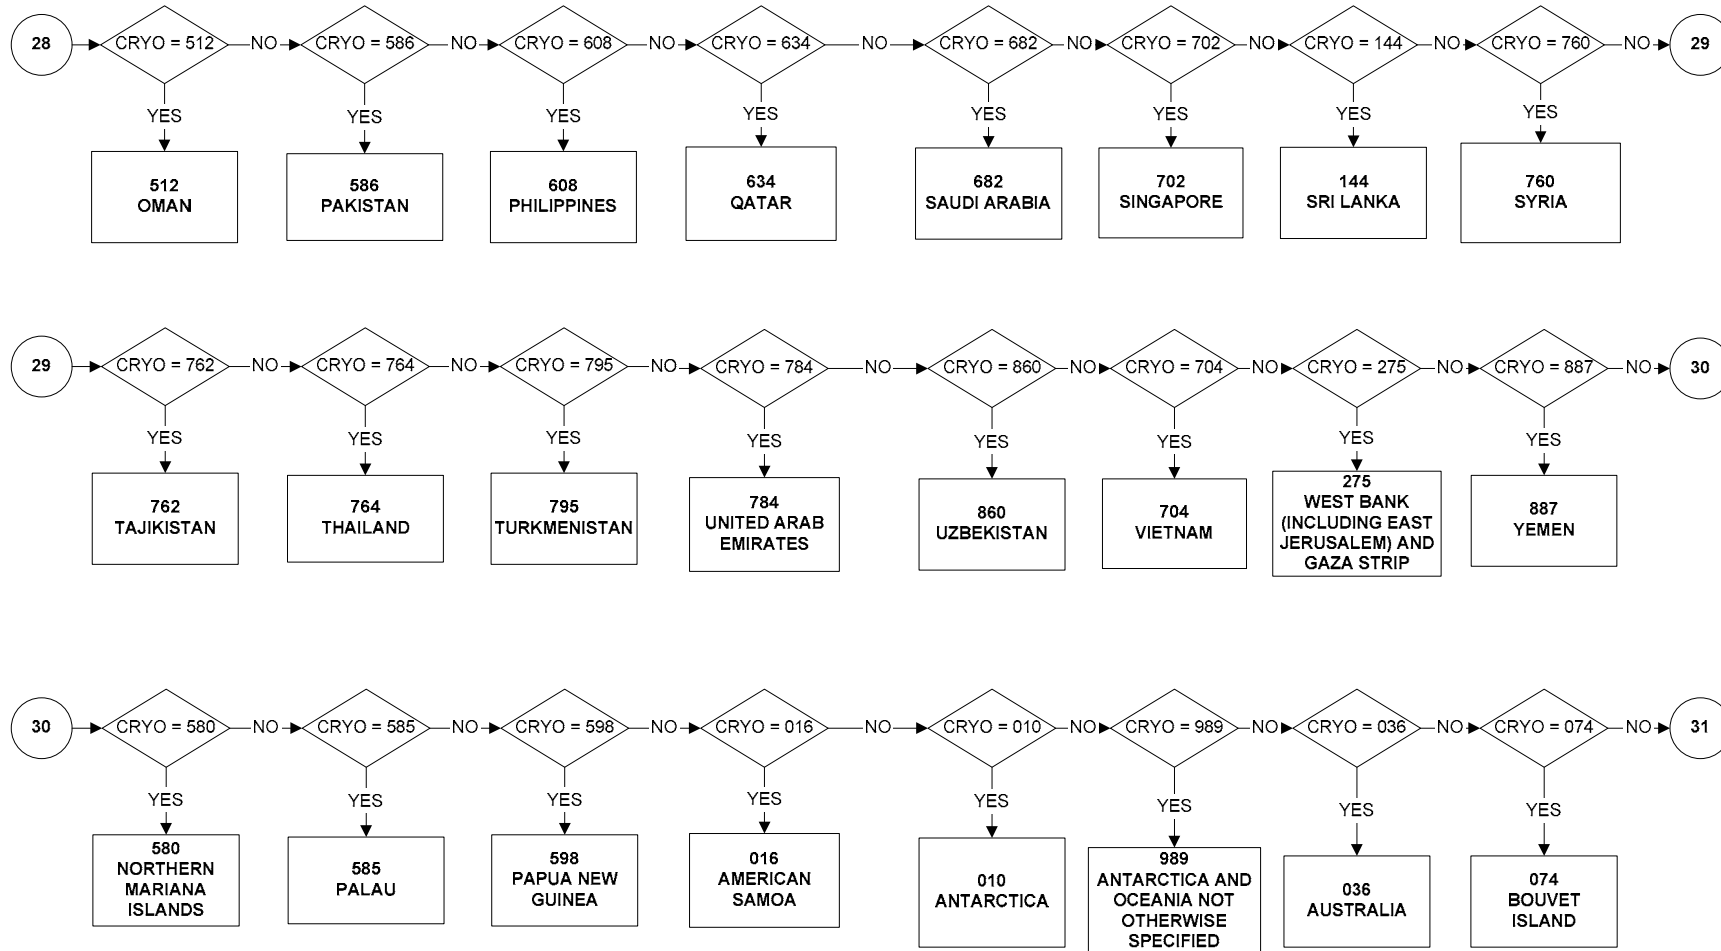 28 CRYO = 512 NO CRYO = 586 NO CRYO = 608 NO CRYO = 634 NO CRYO = 682 NO CRYO = 702 NO CRYO = 144 NO CRYO = 760 NO 29
YES YES YES YES YES YES YES YES
512
OMAN
586
PAKISTAN
608
PHILIPPINES
634
QATAR
682
SAUDI ARABIA
702
SINGAPORE
144
SRI LANKA
760
SYRIA
29 CRYO = 762 NO CRYO = 764 NO CRYO = 795 NO CRYO = 784 NO CRYO = 860 NO CRYO = 704 NO CRYO = 275 NO CRYO = 887 NO 30
YES YES YES YES YES YES YES YES
762
TAJIKISTAN
764
THAILAND
795
TURKMENISTAN
784
UNITED ARAB
EMIRATES
860
UZBEKISTAN
704
VIETNAM
275
WEST BANK
(INCLUDING EAST
JERUSALEM) AND
GAZA STRIP
887
YEMEN
30 CRYO = 580 NO CRYO = 585 NO CRYO = 598 NO CRYO = 016 NO CRYO = 010 NO CRYO = 989 NO CRYO = 036 NO CRYO = 074 NO 31
YES YES YES YES YES YES YES YES
580
NORTHERN
MARIANA
ISLANDS
585
PALAU
598
PAPUA NEW
GUINEA
016
AMERICAN
SAMOA
010
ANTARCTICA
989
ANTARCTICA AND
OCEANIA NOT
OTHERWISE
SPECIFIED
036
AUSTRALIA
074
BOUVET
ISLAND